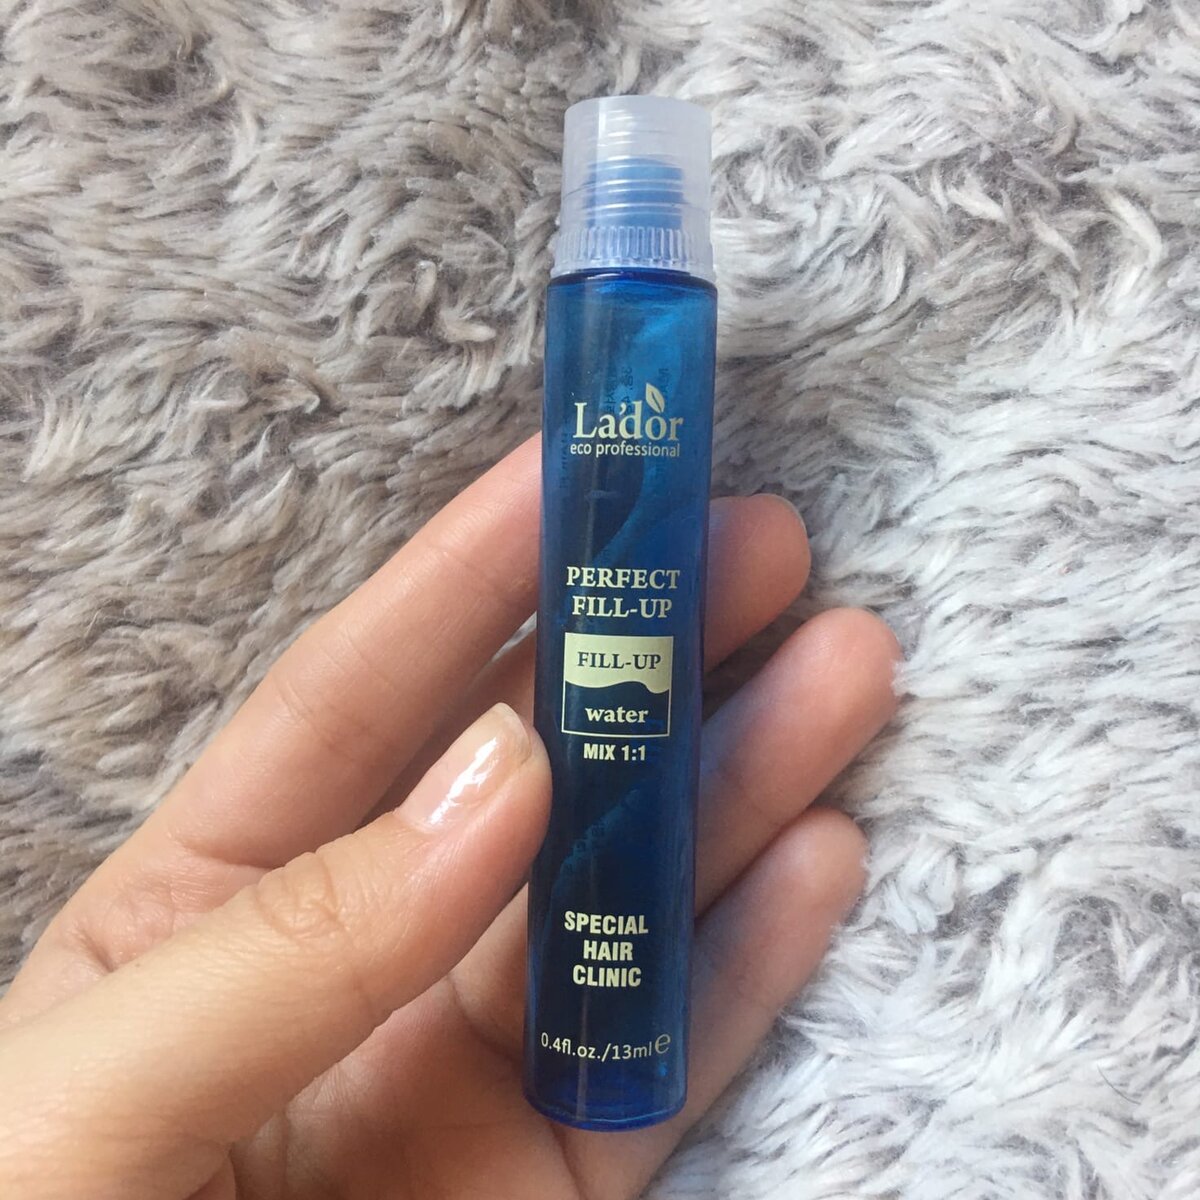 La'dor
eco professional
PERFECT
FILL-UP
FILL-UP
water
MIX 1:1
SPECIAL
HAIR
CLINIC
0.4fl.oz./13ml℮